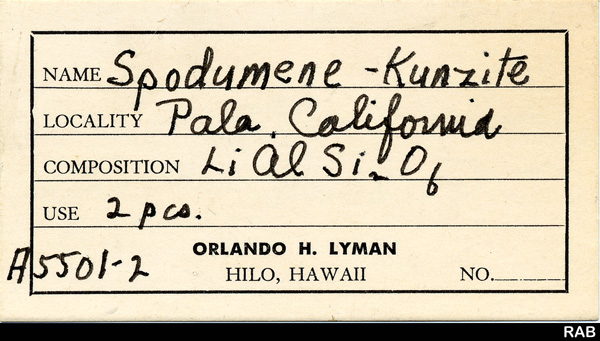 NAME Spodumene - Kunzite
LOCALITY Pala, California
COMPOSITION Li Al Si2 O6
USE 2 pcs.
ORLANDO H. LYMAN
A5501-2 HILO, HAWAII NO.
RAB